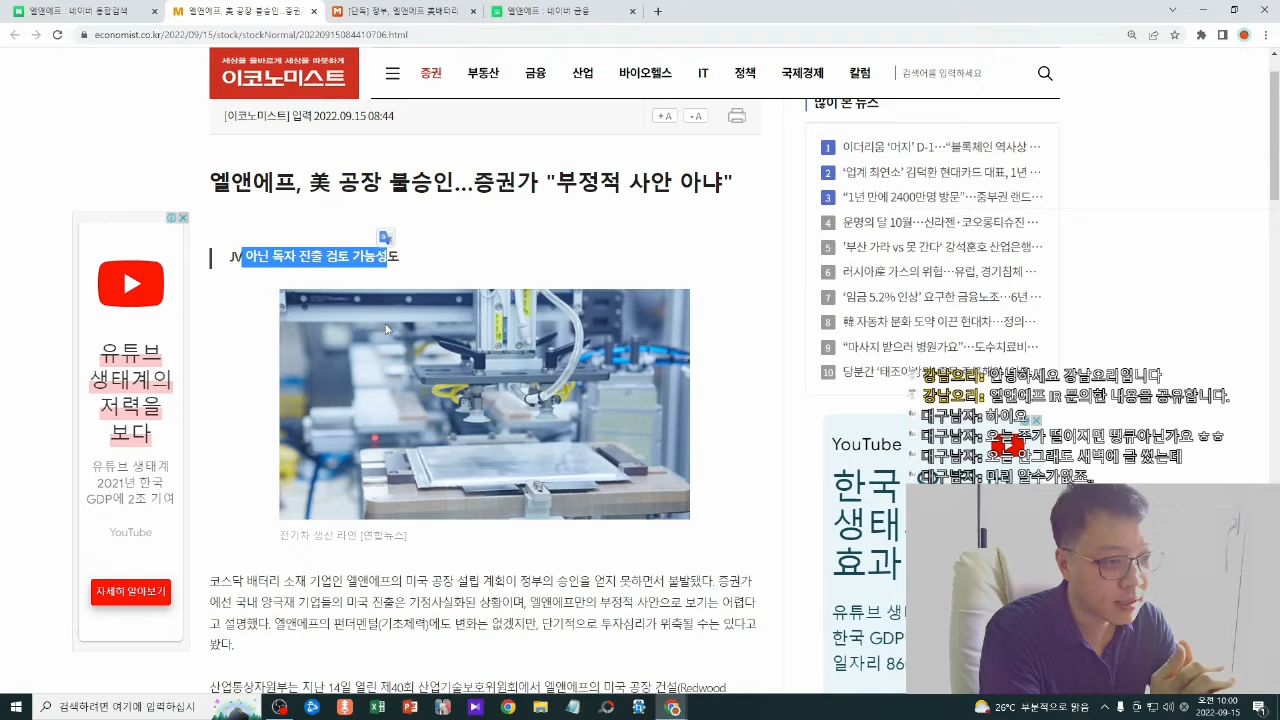 엘앤에프 : 네이버 통합검색
엘앤에프, 美 공장 불승인...증권가
[단독] 정부, 엘앤에프 美배터리
엘앤에프 : 네이버 금융
economist.co.kr/2022/09/15/stock/stockNormal/20220915084410706.html
세상을 올바르게 세상을 따뜻하게
이코노미스트
증권 부동산 금융 산업 바이오헬스 IT 정책 국제경제 칼럼
검색어를 입력하세요
[이코노미스트] 입력 2022.09.15 08:44
+ A - A
많이 본 뉴스
엘앤에프, 美 공장 불승인...증권가 "부정적 사안 아냐"
JV 아닌 독자 진출 검토 가능성도
1 이더리움 ‘머지’ D-1…“블록체인 역사상 …
2 ‘업계 최연소’ 김덕환 현대카드 대표, 1년 …
3 “1년 만에 2400만명 방문”…중부권 랜드…
4 운명의 달 10월…신라젠·코오롱티슈진 …
5 ’부산 가라 vs 못 간다‘ 강석훈호 산업은행…
6 러시아産 가스의 위협…유럽, 경기침체 …
7 ‘임금 5.2% 인상’ 요구한 금융노조…6년 …
8 韓 자동차 문화 도약 이끈 현대차…정의…
9 “마사지 받으러 병원가요”…도수치료비…
10 당분간 ‘태조이
전기차 생산 라인 [연합뉴스]
코스닥 배터리 소재 기업인 엘앤에프의 미국 공장 설립 계획이 정부의 승인을 얻지 못하면서 불발됐다. 증권가
에선 국내 양극재 기업들의 미국 진출은 기정사실화된 상황이며, 엘앤에프만의 부정적 사안으로 보기는 어렵다
고 설명했다. 엘앤에프의 펀더멘털(기초체력)에도 변화는 없겠지만, 단기적으로 투자심리가 위축될 수는 있다고
봤다.
산업통상자원부는 지난 14일 열린 제40회 산업기술보호위원회에서 엘앤에프의 미국 공장 건설(Redwood
유튜브
생태계의
저력을
보다
유튜브 생태계
2021년 한국
GDP에 2조 기여
YouTube
자세히 알아보기
강남오리: 안녕하세요 강남오리입니다
강남오리: 엘앤에프 IR 문의한 내용을 공유합니다.
대구남자: 하이요
대구남자: 오늘 주가 떨어지면 땡큐아닌가요 ㅎㅎ
대구남자: 오늘 안그래도 새벽에 글 썼는데
대구남자: 미리 알수가없죠..
YouTube
한국
생태
효과
유튜브 생
한국 GDP
일자리 86
검색하려면 여기에 입력하십시
26°C 부분적으로 맑음
오전 10:00
2022-09-15